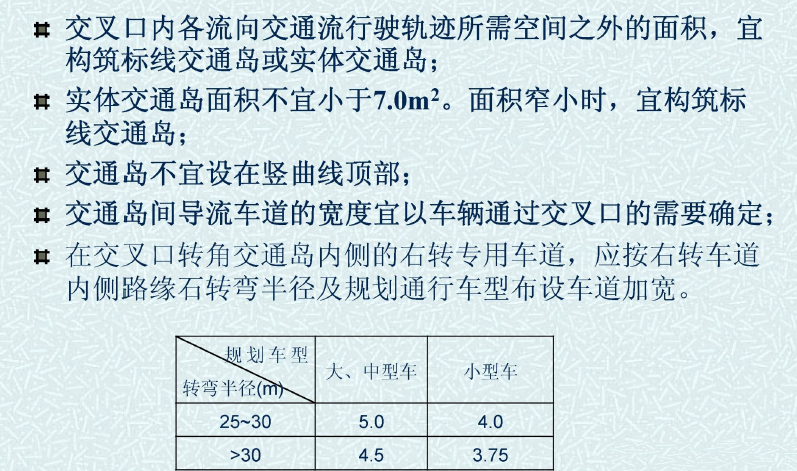 交叉口内各流向交通流行驶轨迹所需空间之外的面积，宜
构筑标线交通岛或实体交通岛；
实体交通岛面积不宜小于7.0m²。面积窄小时，宜构筑标
线交通岛；
交通岛不宜设在竖曲线顶部；
交通岛间导流车道的宽度宜以车辆通过交叉口的需要确定；
在交叉口转角交通岛内侧的右转专用车道，应按右转车道
内侧路缘石转弯半径及规划通行车型布设车道加宽。
规划车型
转弯半径(m) 大、中型车 小型车
25~30 5.0 4.0
>30 4.5 3.75